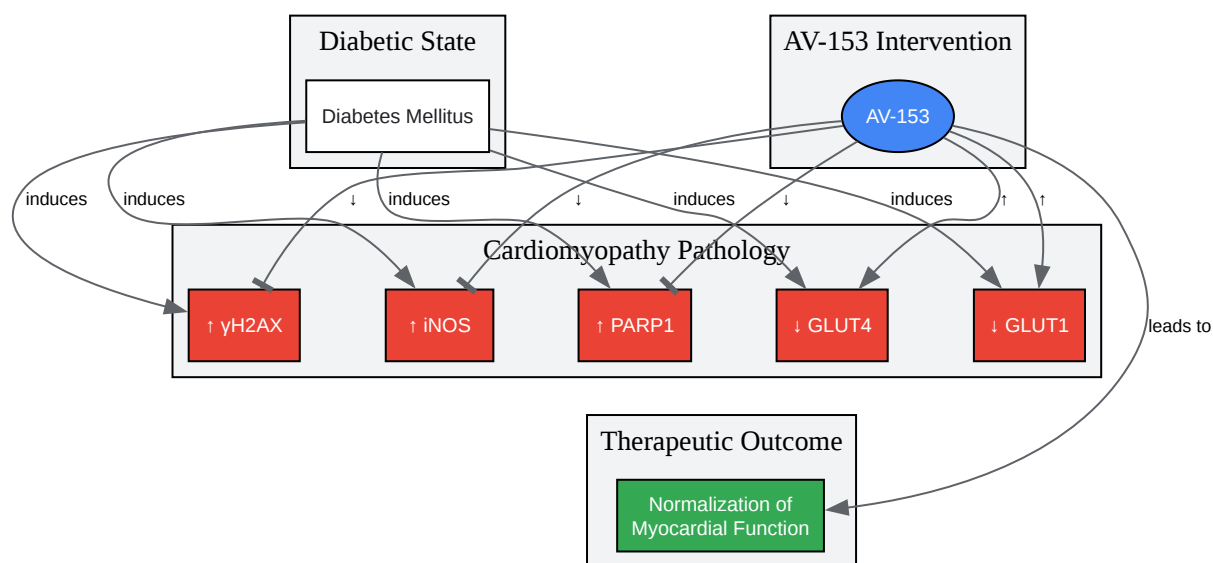 Diabetic State
AV-153 Intervention
Diabetes Mellitus
AV-153
induces
induces
↓
induces
↓
induces
↓
induces
↑
↑
Cardiomyopathy Pathology
↑ γH2AX
↑ iNOS
↑ PARP1
↓ GLUT4
↓ GLUT1
leads to
Therapeutic Outcome
Normalization of
Myocardial Function